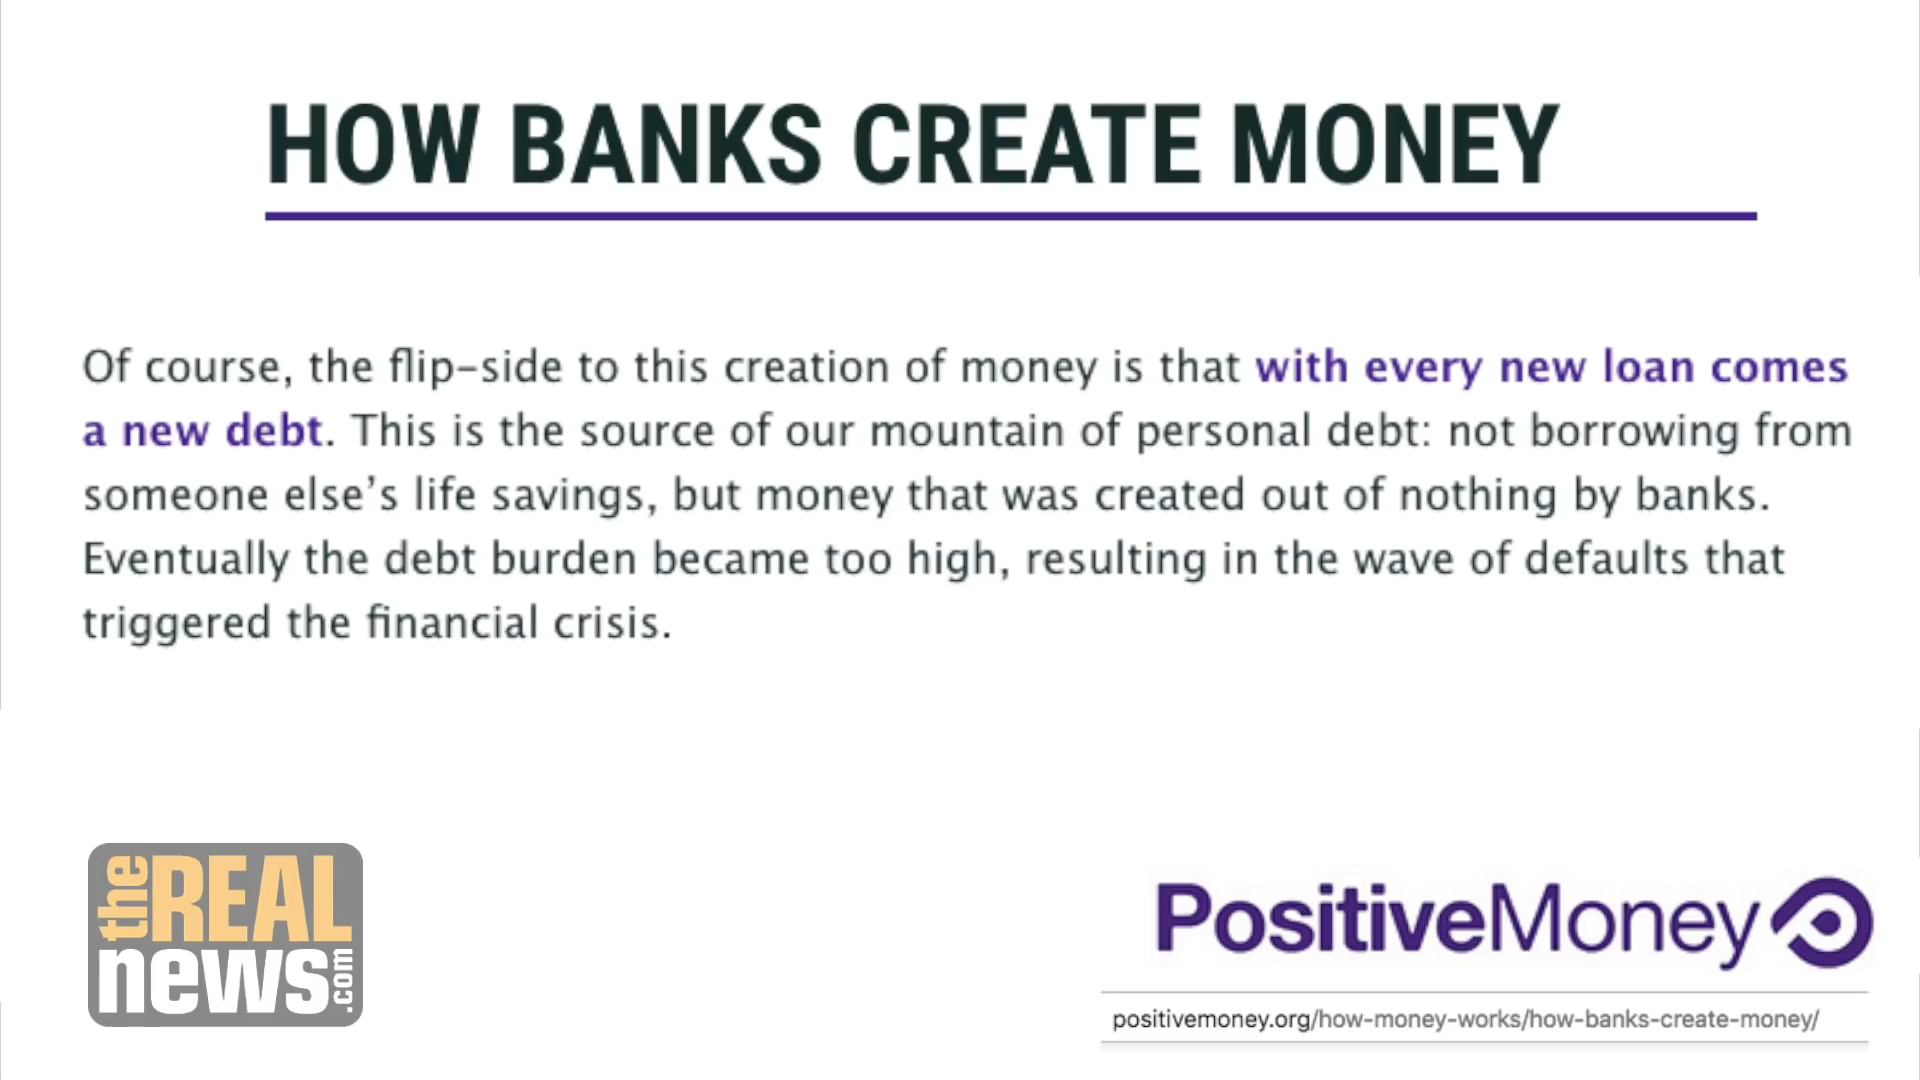 HOW BANKS CREATE MONEY
Of course, the flip-side to this creation of money is that with every new loan comes
a new debt. This is the source of our mountain of personal debt: not borrowing from
someone else’s life savings, but money that was created out of nothing by banks.
Eventually the debt burden became too high, resulting in the wave of defaults that
triggered the financial crisis.
the REAL
news.com
PositiveMoney
positivemoney.org/how-money-works/how-banks-create-money/